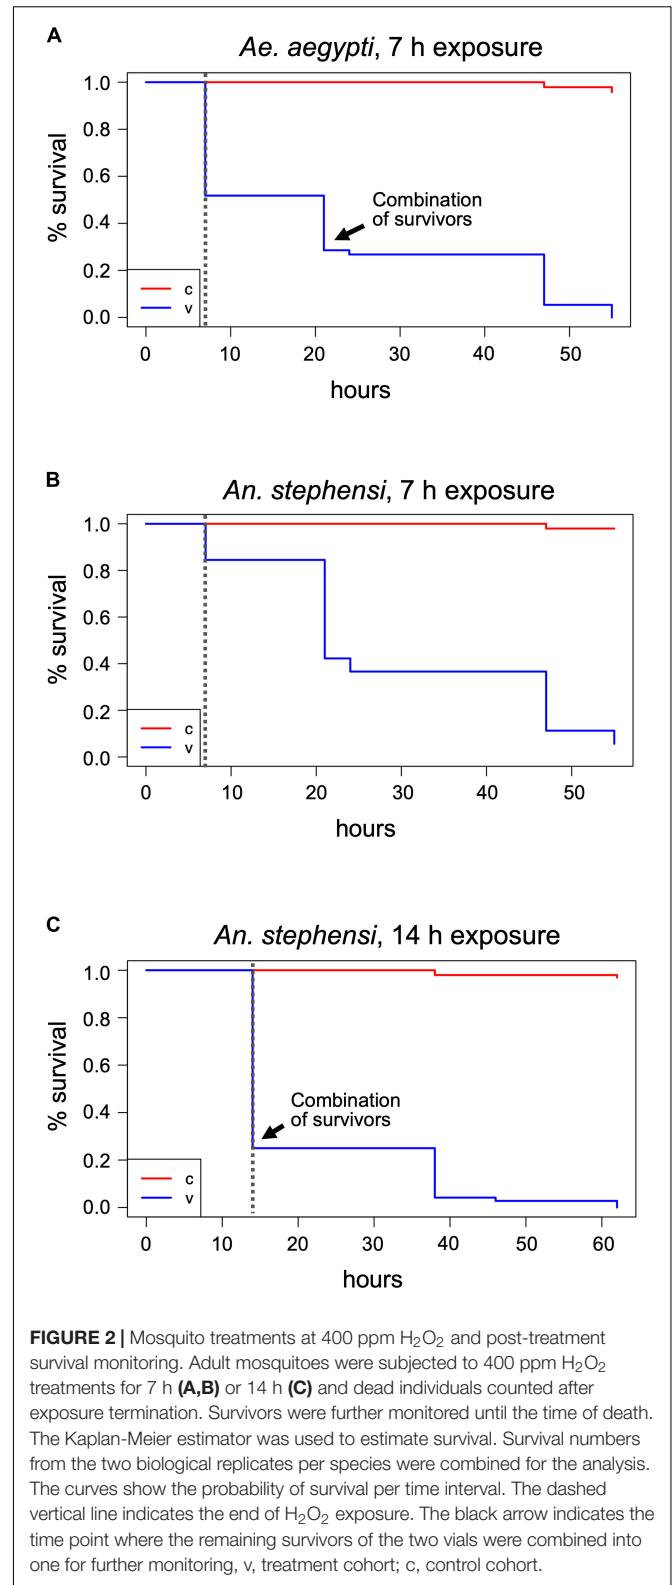 A
Ae. aegypti, 7 h exposure
% survival
1.0
0.8
0.6
0.4
0.2
0.0
Combination
of survivors
c
v
0 10 20 30 40 50
hours
B
An. stephensi, 7 h exposure
% survival
1.0
0.8
0.6
0.4
0.2
0.0
c
v
0 10 20 30 40 50
hours
C
An. stephensi, 14 h exposure
% survival
1.0
0.8
0.6
0.4
0.2
0.0
Combination
of survivors
c
v
0 10 20 30 40 50 60
hours
FIGURE 2 | Mosquito treatments at 400 ppm H₂O₂ and post-treatment
survival monitoring. Adult mosquitoes were subjected to 400 ppm H₂O₂
treatments for 7 h (A,B) or 14 h (C) and dead individuals counted after
exposure termination. Survivors were further monitored until the time of death.
The Kaplan-Meier estimator was used to estimate survival. Survival numbers
from the two biological replicates per species were combined for the analysis.
The curves show the probability of survival per time interval. The dashed
vertical line indicates the end of H₂O₂ exposure. The black arrow indicates the
time point where the remaining survivors of the two vials were combined into
one for further monitoring, v, treatment cohort; c, control cohort.